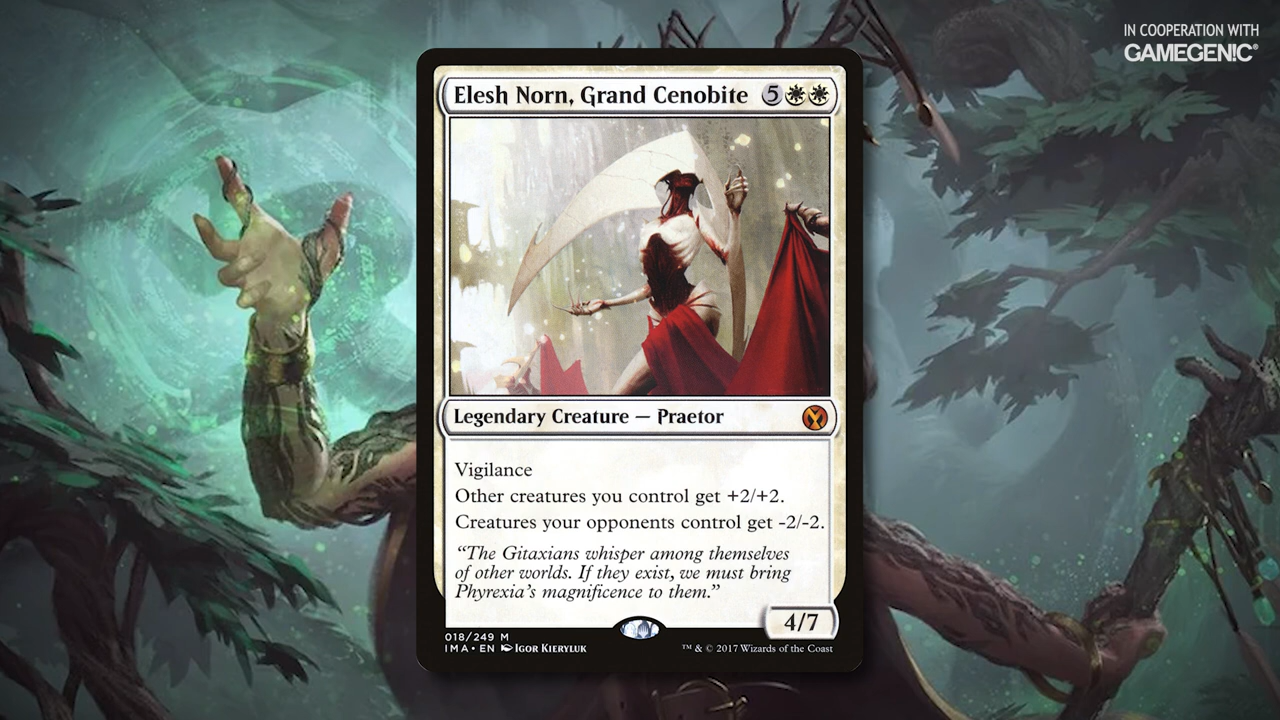 IN COOPERATION WITH
GAMEGENIC®
Elesh Norn, Grand Cenobite 5
Legendary Creature — Praetor
Vigilance
Other creatures you control get +2/+2.
Creatures your opponents control get -2/-2.
“The Gitaxians whisper among themselves
of other worlds. If they exist, we must bring
Phyrexia’s magnificence to them.”
4/7
018/249 M
IMA • EN Igor Kieryluk
™ & © 2017 Wizards of the Coast